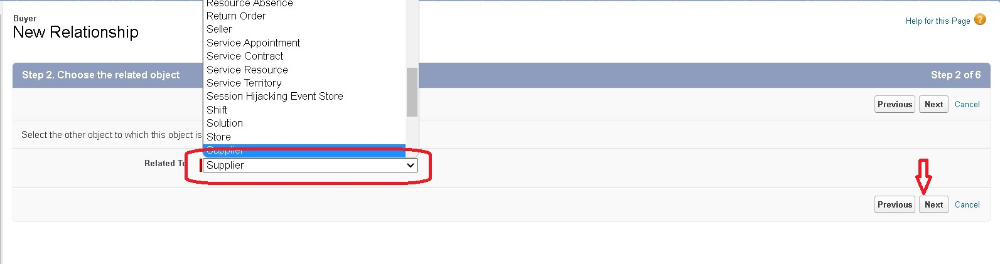 Resource Absence
Buyer
Return Order
Help for this Page
New Relationship
Seller
Service Appointment
Service Contract
Service Resource
Step 2. Choose the related object
Step 2 of 6
Service Territory
Session Hijacking Event Store
Previous Next Cancel
Shift
Solution
Select the other object to which this object is
Store
Supplier
Related To
Supplier
Previous Next Cancel